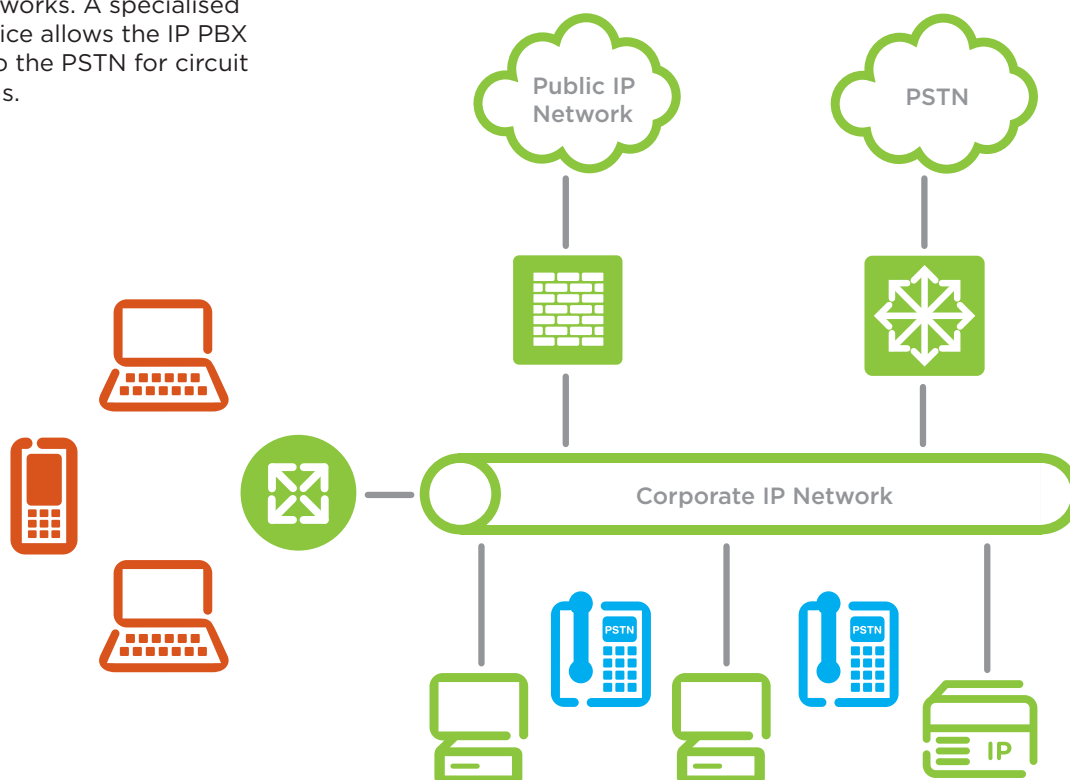 works. A specialised
ice allows the IP PBX
o the PSTN for circuit
s.
Public IP
Network
PSTN
Corporate IP Network
PSTN
PSTN
IP